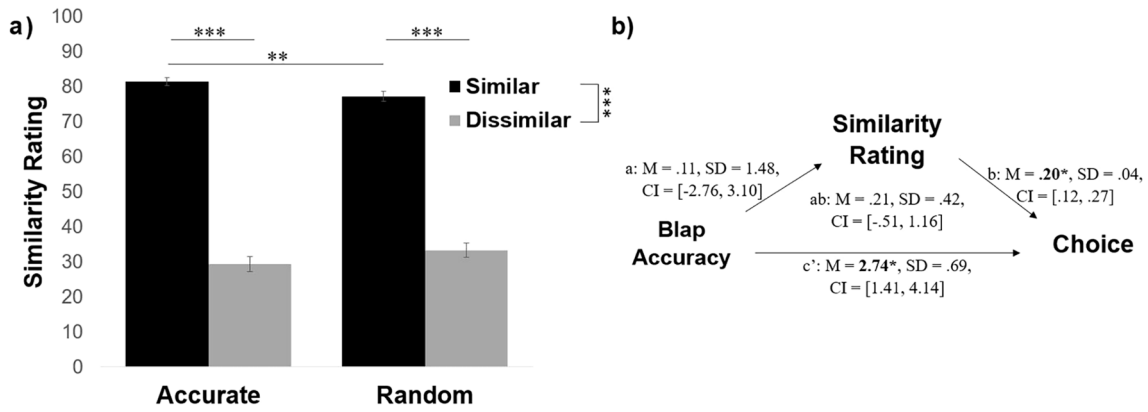 a)
Similarity Rating
100
90
80
70
60
50
40
30
20
10
0
***
***
**
Similar
Dissimilar
***
Accurate
Random
b)
Similarity
Rating
a: M = .11, SD = 1.48,
CI = [-2.76, 3.10]
b: M = .20*, SD = .04,
CI = [.12, .27]
ab: M = .21, SD = .42,
CI = [-.51, 1.16]
Blap
Accuracy
Choice
c’: M = 2.74*, SD = .69,
CI = [1.41, 4.14]